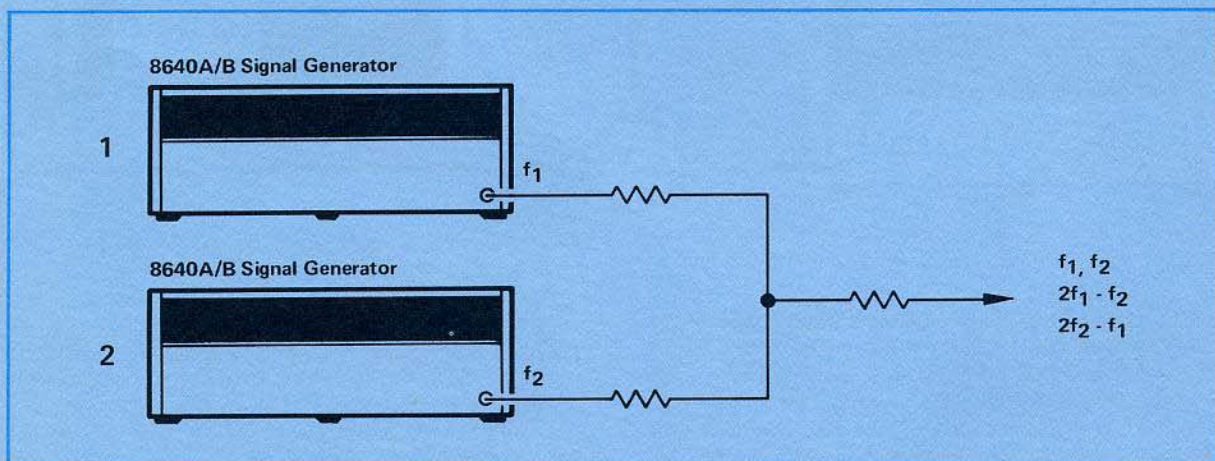 8640A/B Signal Generator
1
f1
8640A/B Signal Generator
2
f2
f1, f2
2f1 - f2
2f2 - f1